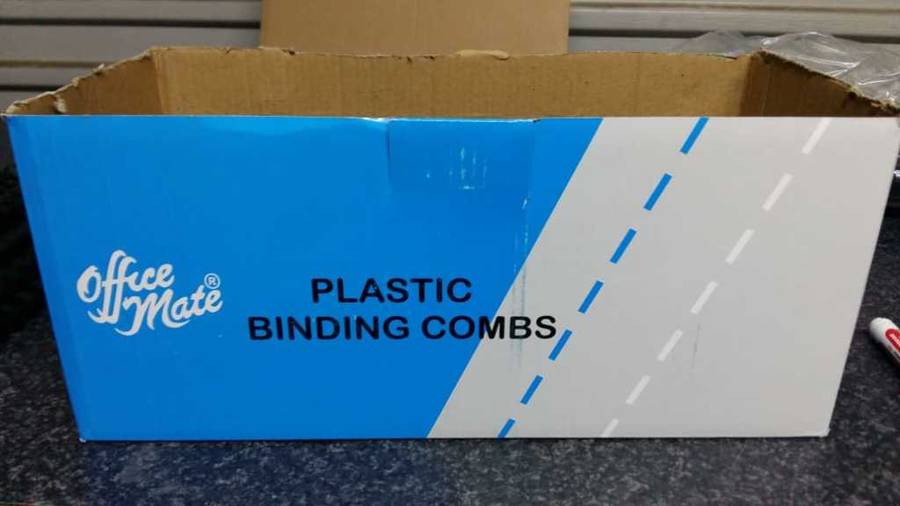 Office
Mate®
PLASTIC
BINDING COMBS